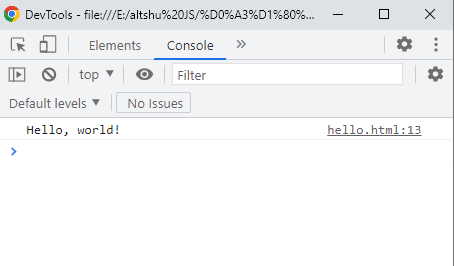 DevTools - file:///E:/altshu%20JS/%D0%A3%D1%80%...
Elements Console »
top ▼ Filter
Default levels ▼ No Issues
Hello, world! hello.html:13
>